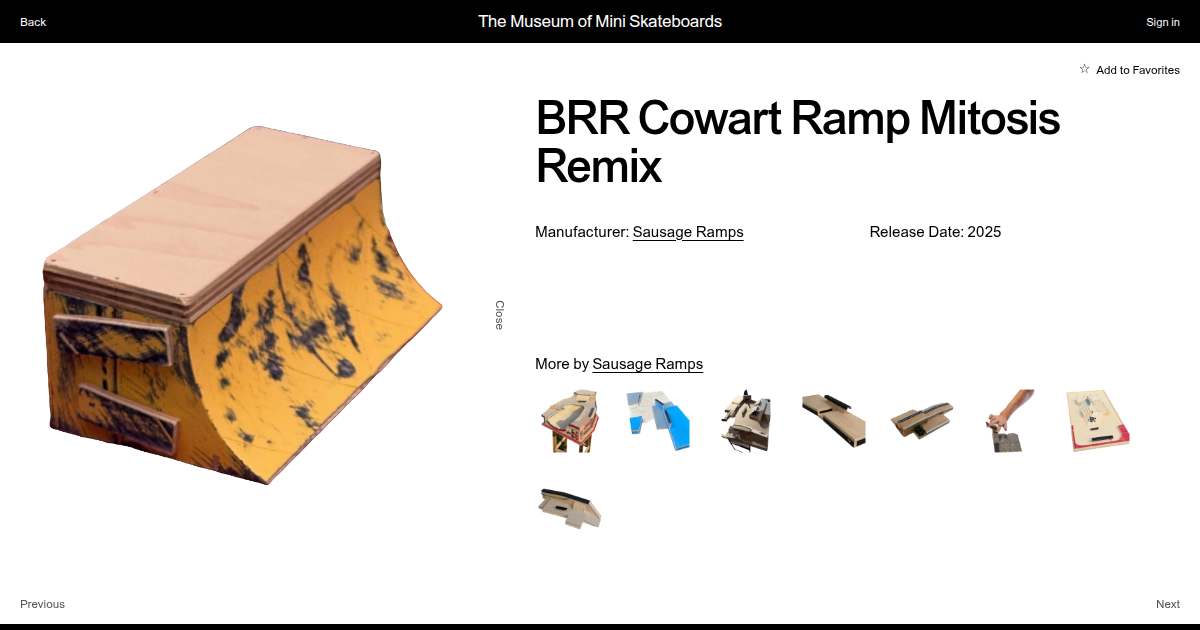 Back
The Museum of Mini Skateboards
Sign in
☆ Add to Favorites
BRR Cowart Ramp Mitosis
Remix
Manufacturer: Sausage Ramps
Release Date: 2025
Close
More by Sausage Ramps
Previous
Next